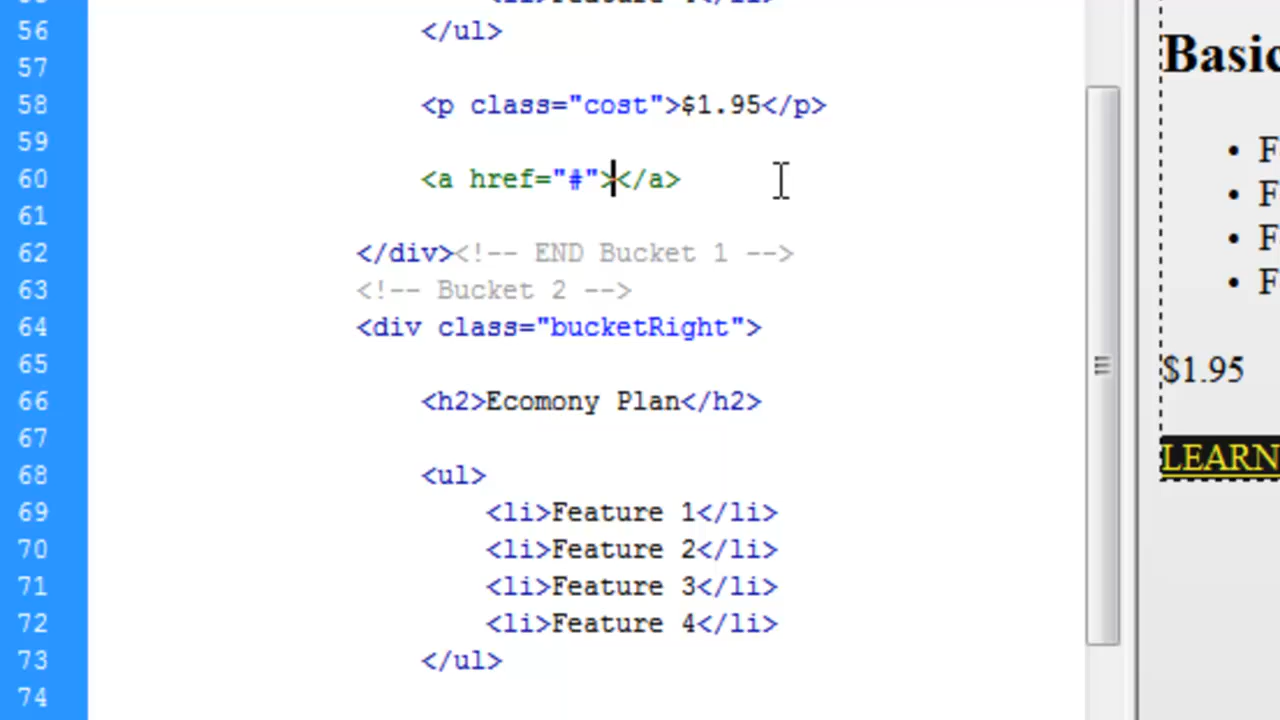 56 </ul>
57
58 <p class="cost">$1.95</p>
59
60 <a href="#"></a>
61
62 </div><!-- END Bucket 1 -->
63 <!-- Bucket 2 -->
64 <div class="bucketRight">
65
66 <h2>Ecomony Plan</h2>
67
68 <ul>
69 <li>Feature 1</li>
70 <li>Feature 2</li>
71 <li>Feature 3</li>
72 <li>Feature 4</li>
73 </ul>
74
Basic
• F
• F
• F
• F
$1.95
LEARN